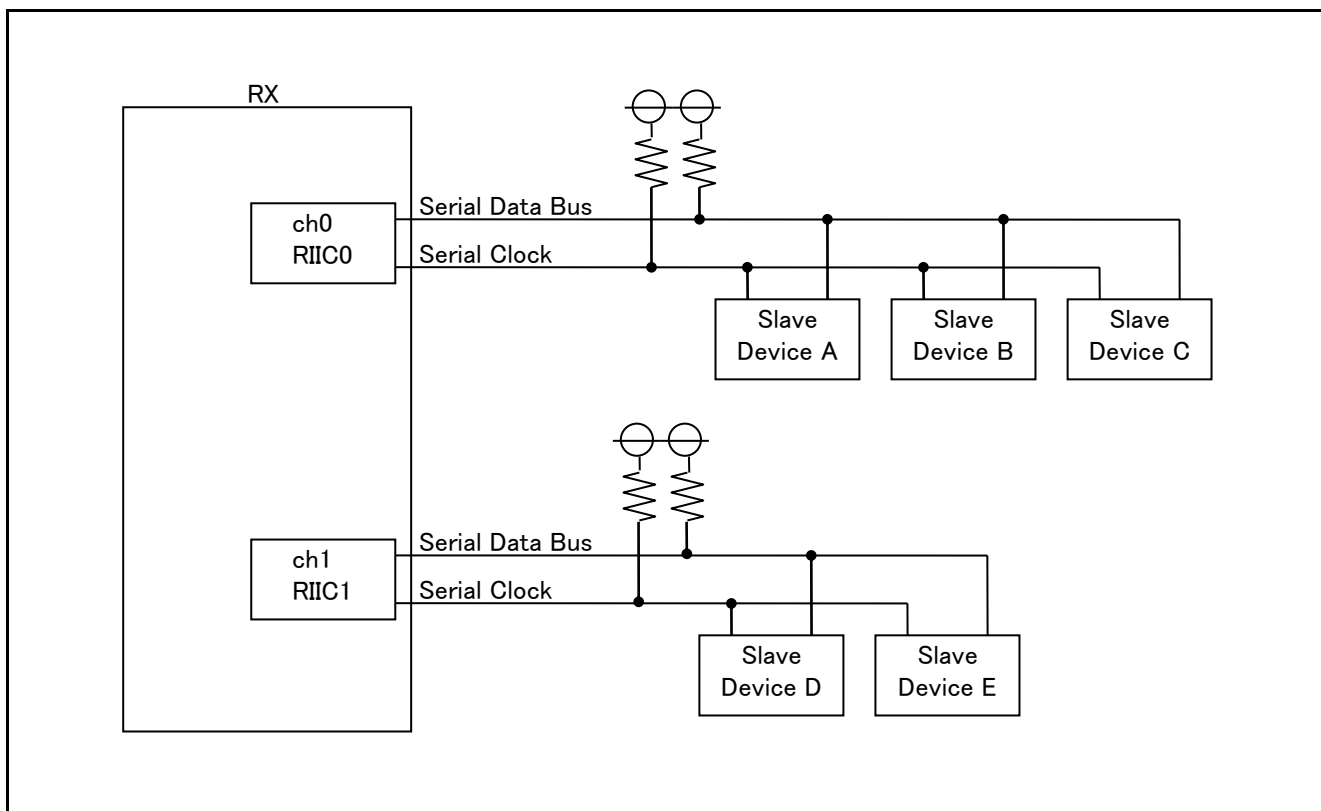 RX
ch0
RIIC0
Serial Data Bus
Serial Clock
Slave
Device A
Slave
Device B
Slave
Device C
ch1
RIIC1
Serial Data Bus
Serial Clock
Slave
Device D
Slave
Device E